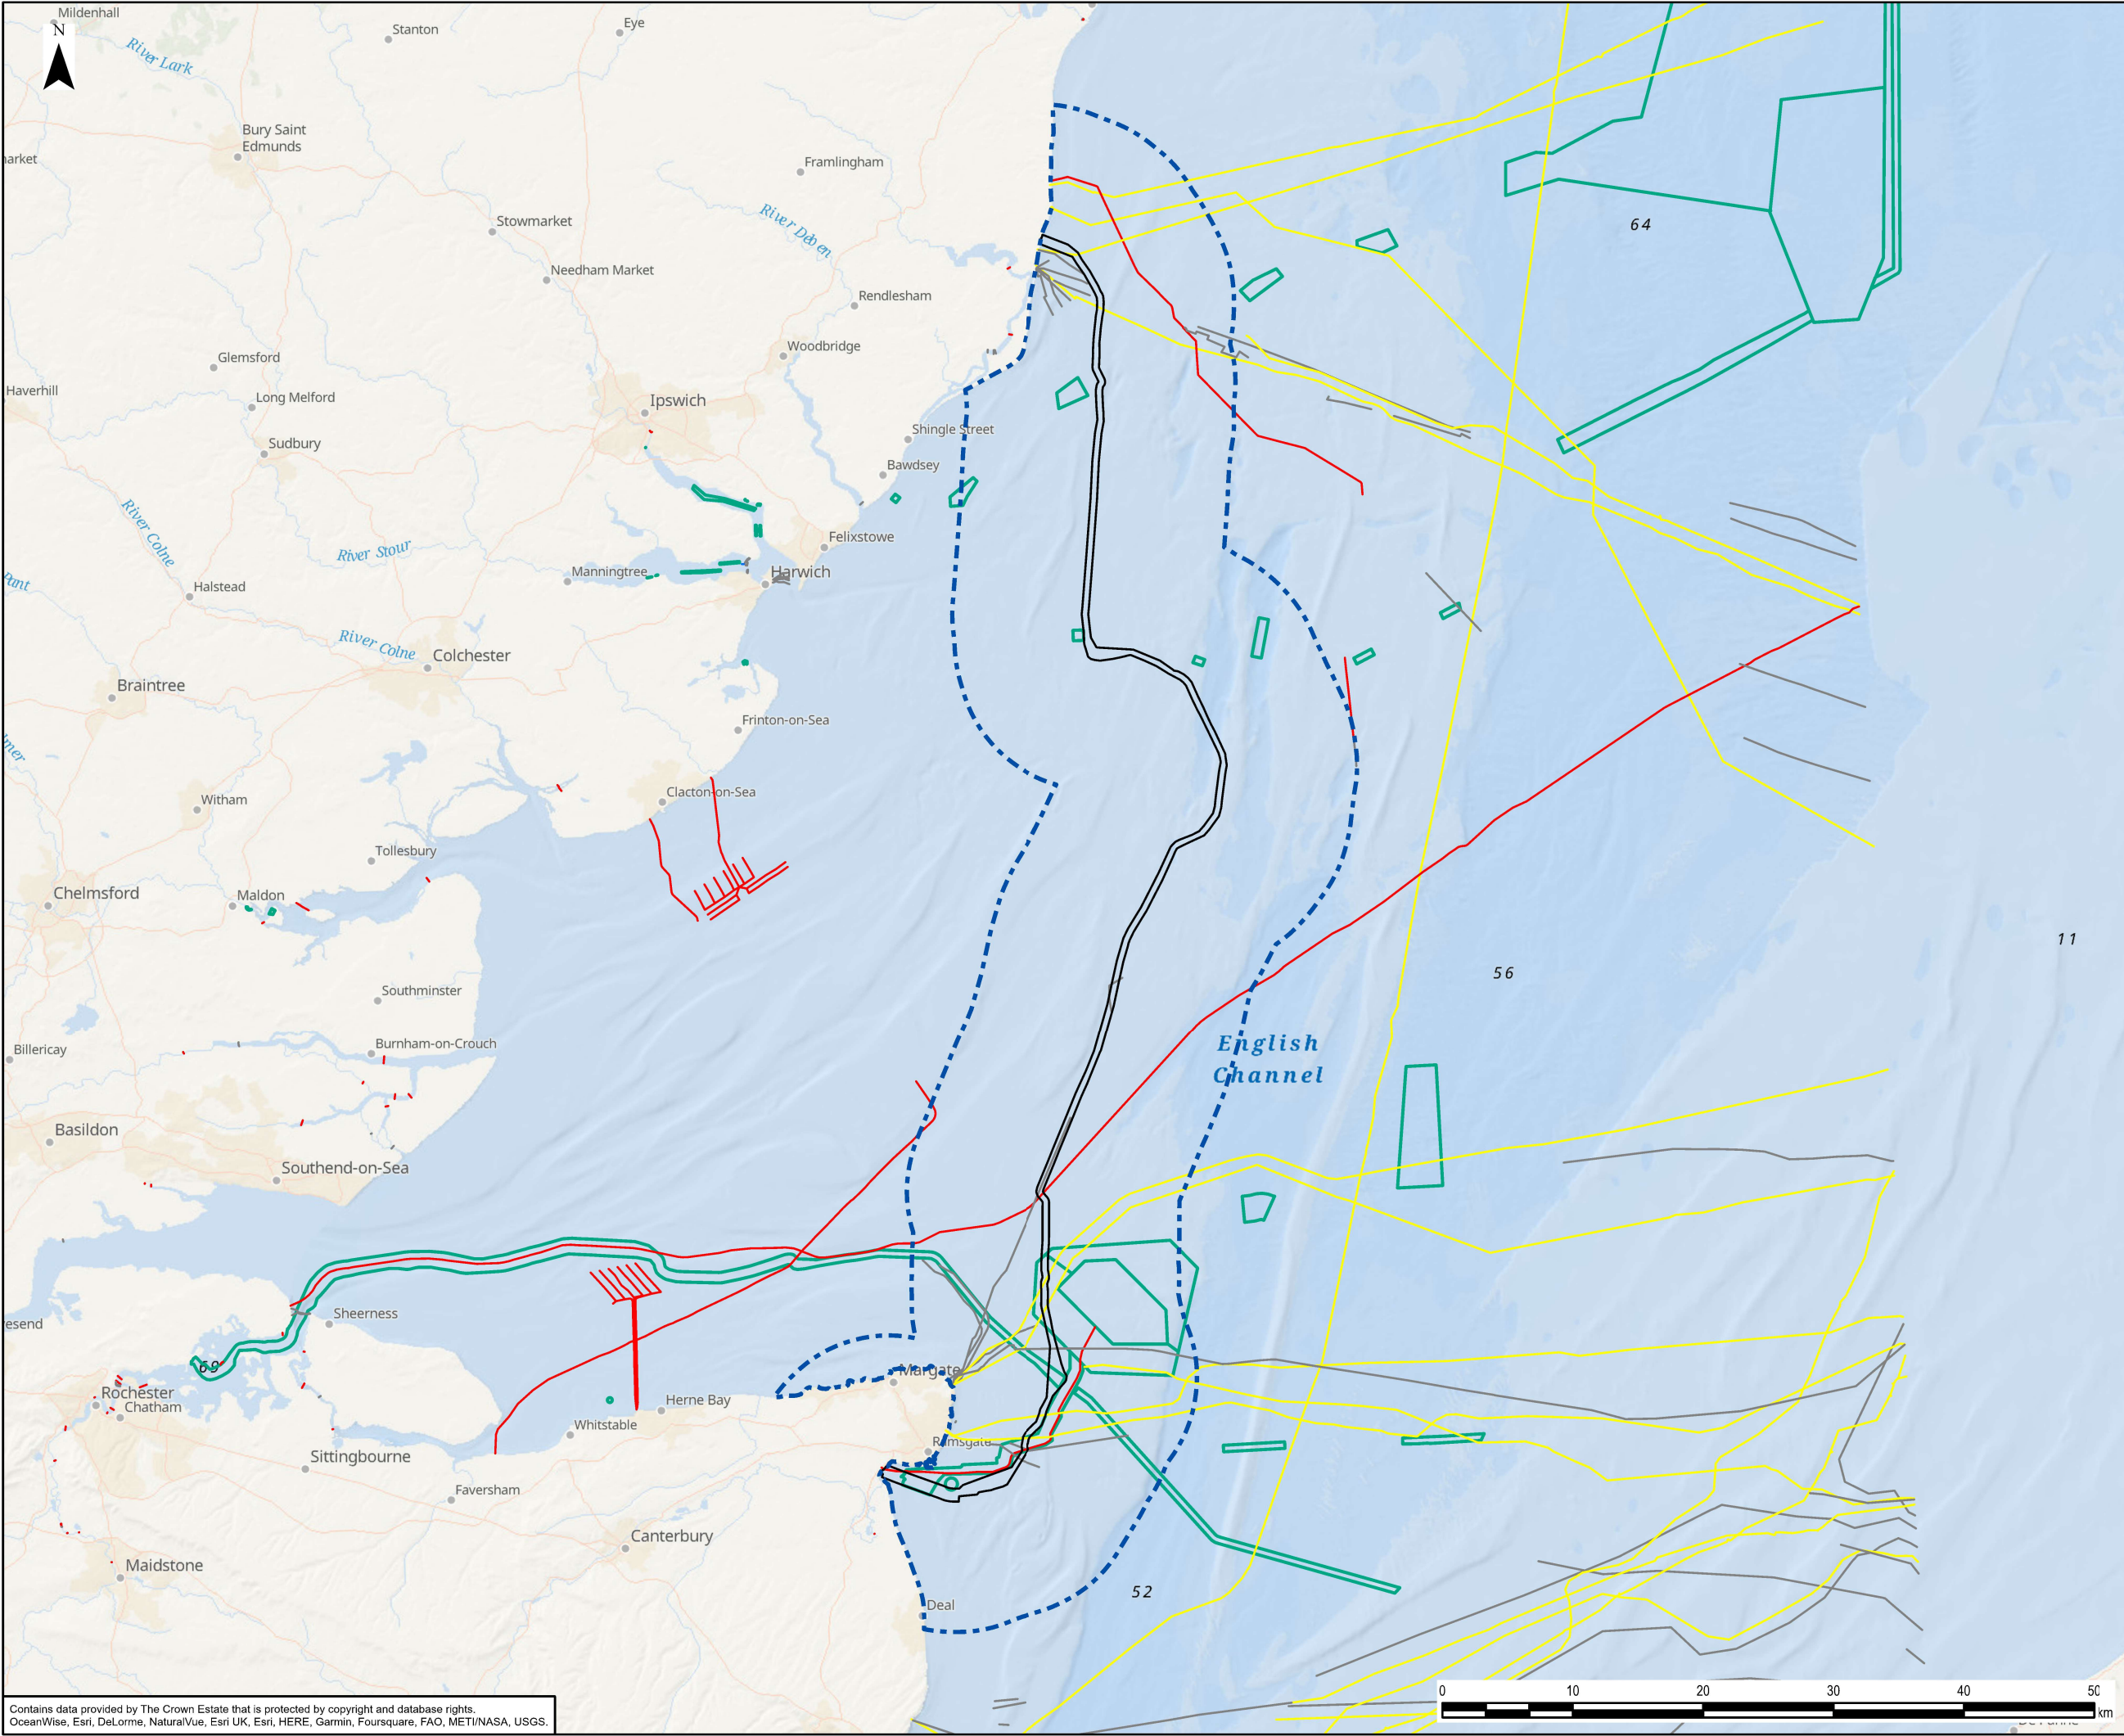 Mildenhall
N
Stanton
Eye
River Lark
Bury Saint
Edmunds
arket
Framlingham
River Deben
Stowmarket
64
Needham Market
Rendlesham
Woodbridge
Glemsford
Haverhill
Long Melford
Ipswich
Shingle Street
Sudbury
Bawdsey
River Colne
Felixstowe
River Stour
Manningtree
Harwich
Pant
Halstead
River Colne
Colchester
Braintree
Frinton-on-Sea
lmer
Clacton-on-Sea
Witham
Tollesbury
Chelmsford
Maldon
11
56
Southminster
Billericay
Burnham-on-Crouch
English
Channel
Basildon
Southend-on-Sea
Sheerness
esend
69
Margate
Rochester
Chatham
Herne Bay
Whitstable
Ramsgate
Sittingbourne
Faversham
Canterbury
Maidstone
52
Deal
0 10 20 30 40 50
km
Contains data provided by The Crown Estate that is protected by copyright and database rights.
OceanWise, Esri, DeLorme, NaturalVue, Esri UK, Esri, HERE, Garmin, Foursquare, FAO, METI/NASA, USGS.